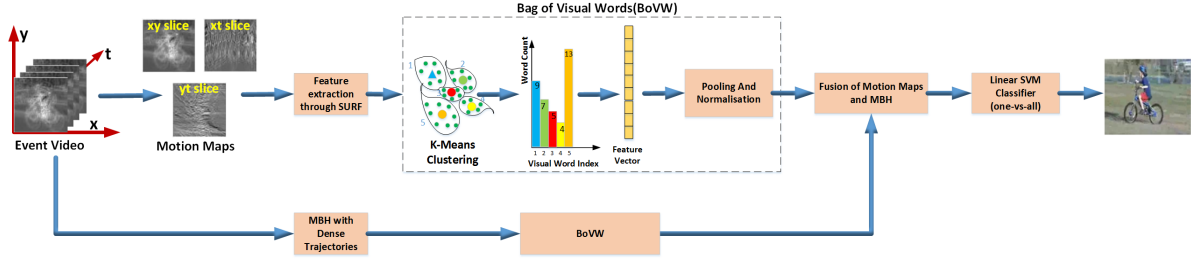 Bag of Visual Words(BoVW)
y
t
x
Event Video
xy slice
xt slice
yt slice
Motion Maps
Feature
extraction
through SURF
1
2
5
K-Means
Clustering
Word Count
9
7
5
4
13
1 2 3 4 5
Visual Word Index
Feature
Vector
Pooling And
Normalisation
Fusion of Motion Maps
and MBH
Linear SVM
Classifier
(one-vs-all)
MBH with
Dense
Trajectories
BoVW